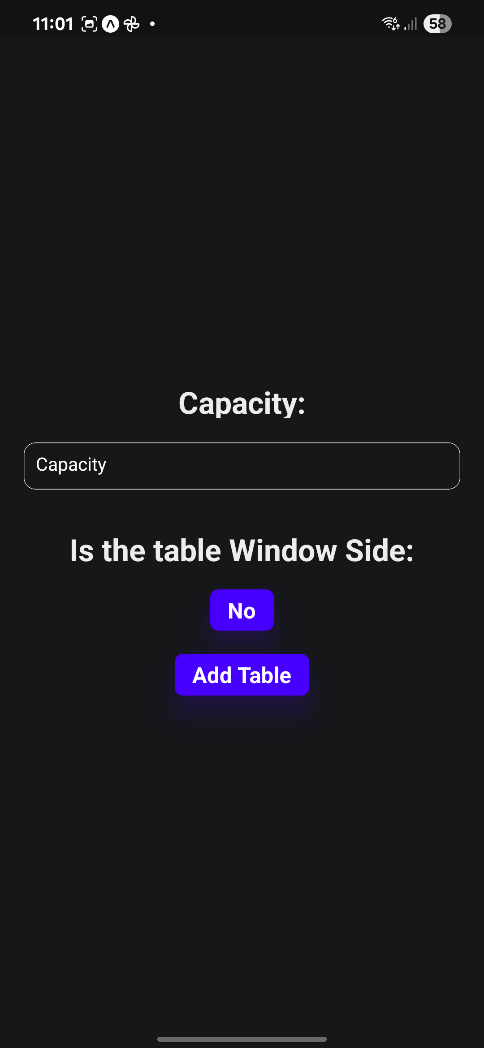 11:01
58
Capacity:
Capacity
Is the table Window Side:
No
Add Table